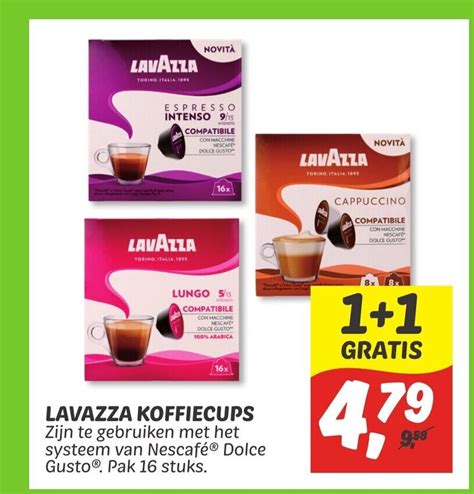 NOVITÀ
LAVAZZA
TORINO, ITALIA, 1895
ESPRESSO
INTENSO 9/13
INTENSITÀ
COMPATIBILE
CON MACCHINE
NESCAFÉ®
DOLCE GUSTO®*
16x
NOVITÀ
LAVAZZA
TORINO, ITALIA, 1895
CAPPUCCINO
COMPATIBILE
CON MACCHINE
NESCAFÉ®
DOLCE GUSTO®*
8x 8x
LAVAZZA
TORINO, ITALIA, 1895
LUNGO 5/13
INTENSITÀ
COMPATIBILE
CON MACCHINE
NESCAFÉ®
DOLCE GUSTO®*
100% ARABICA
16x
1+1
GRATIS
4,79
9,58
LAVAZZA KOFFIECUPS
Zijn te gebruiken met het
systeem van Nescafé® Dolce
Gusto®. Pak 16 stuks.